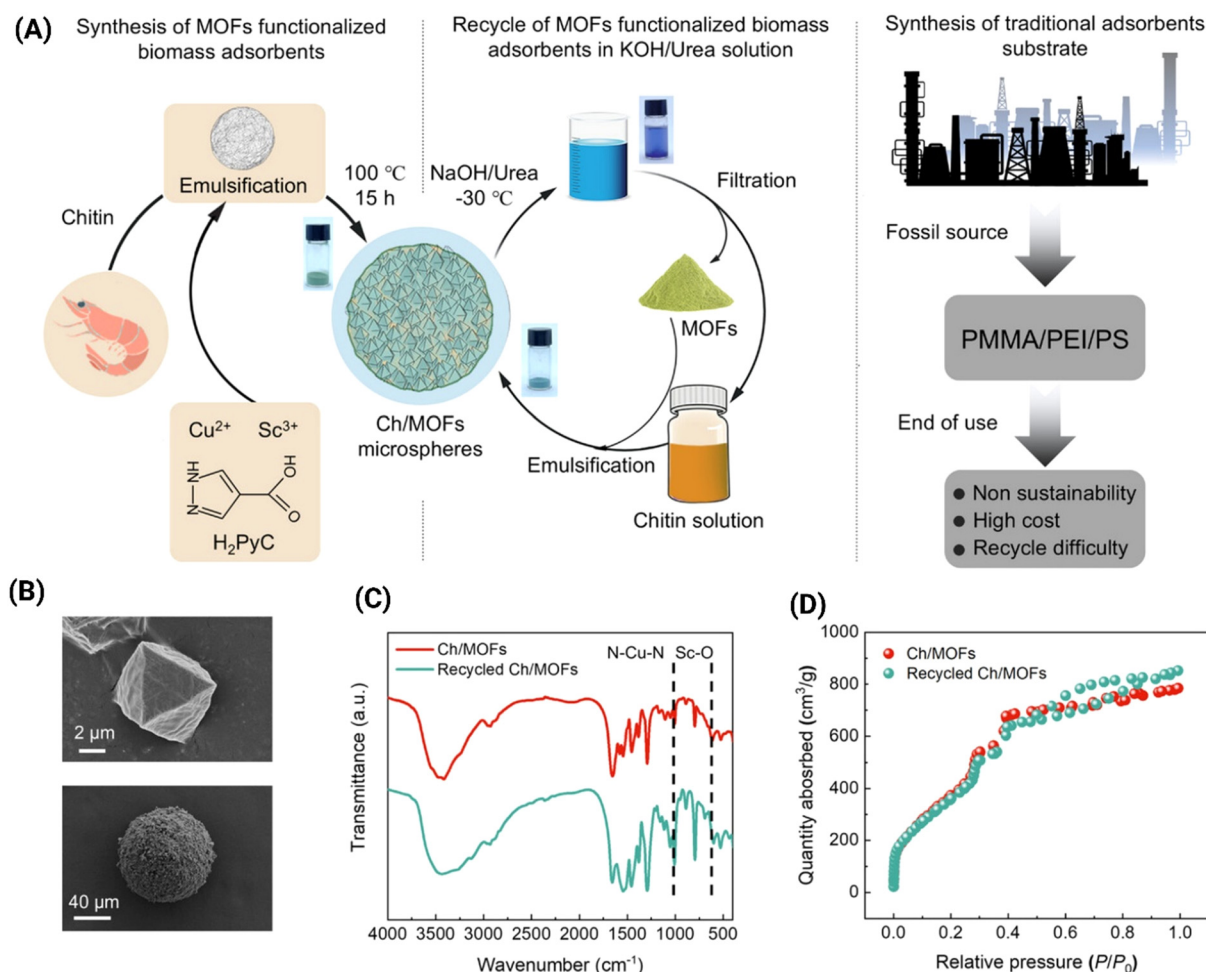 (A)
Synthesis of MOFs functionalized
biomass adsorbents
Emulsification
Chitin
100 °C
15 h
Cu²⁺ Sc³⁺
NH
N
OH
O
H₂PyC
Ch/MOFs
microspheres
Recycle of MOFs functionalized biomass
adsorbents in KOH/Urea solution
NaOH/Urea
-30 °C
Filtration
MOFs
Emulsification
Chitin solution
Synthesis of traditional adsorbents
substrate
Fossil source
PMMA/PEI/PS
End of use
● Non sustainability
● High cost
● Recycle difficulty
(B)
2 μm
40 μm
(C)
Ch/MOFs
Recycled Ch/MOFs
N-Cu-N Sc-O
Transmittance (a.u.)
4000 3500 3000 2500 2000 1500 1000 500
Wavenumber (cm⁻¹)
(D)
Ch/MOFs
Recycled Ch/MOFs
Quantity absorbed (cm³/g)
1000
800
600
400
200
0
0.0 0.2 0.4 0.6 0.8 1.0
Relative pressure (P/P₀)